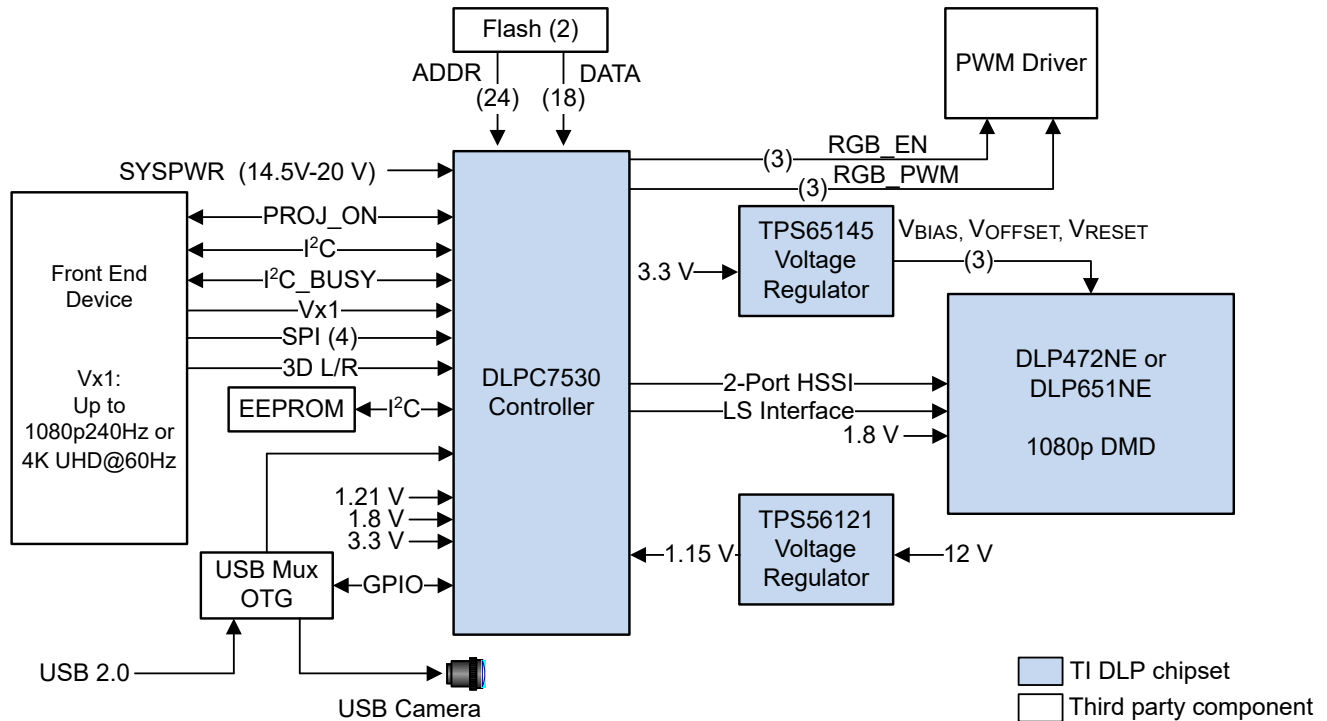 Flash (2)
ADDR
(24)
DATA
(18)
PWM Driver
RGB_EN
(3)
RGB_PWM
(3)
SYSPWR (14.5V-20 V)
PROJ_ON
I²C
I²C_BUSY
Vx1
SPI (4)
3D L/R
Front End
Device
Vx1:
Up to
1080p240Hz or
4K UHD@60Hz
EEPROM
I²C
DLPC7530
Controller
TPS65145
Voltage
Regulator
3.3 V
VBIAS, VOFFSET, VRESET
(3)
2-Port HSSI
LS Interface
1.8 V
DLP472NE or
DLP651NE
1080p DMD
1.21 V
1.8 V
3.3 V
TPS56121
Voltage
Regulator
1.15 V
12 V
USB Mux
OTG
GPIO
USB 2.0
USB Camera
TI DLP chipset
Third party component